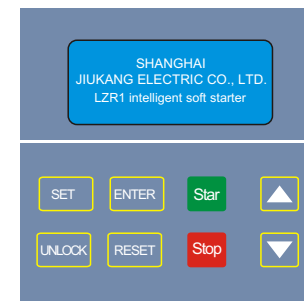 SHANGHAI
JIUKANG ELECTRIC CO., LTD.
LZR1 intelligent soft starter
SET ENTER Star
UNLOCK RESET Stop